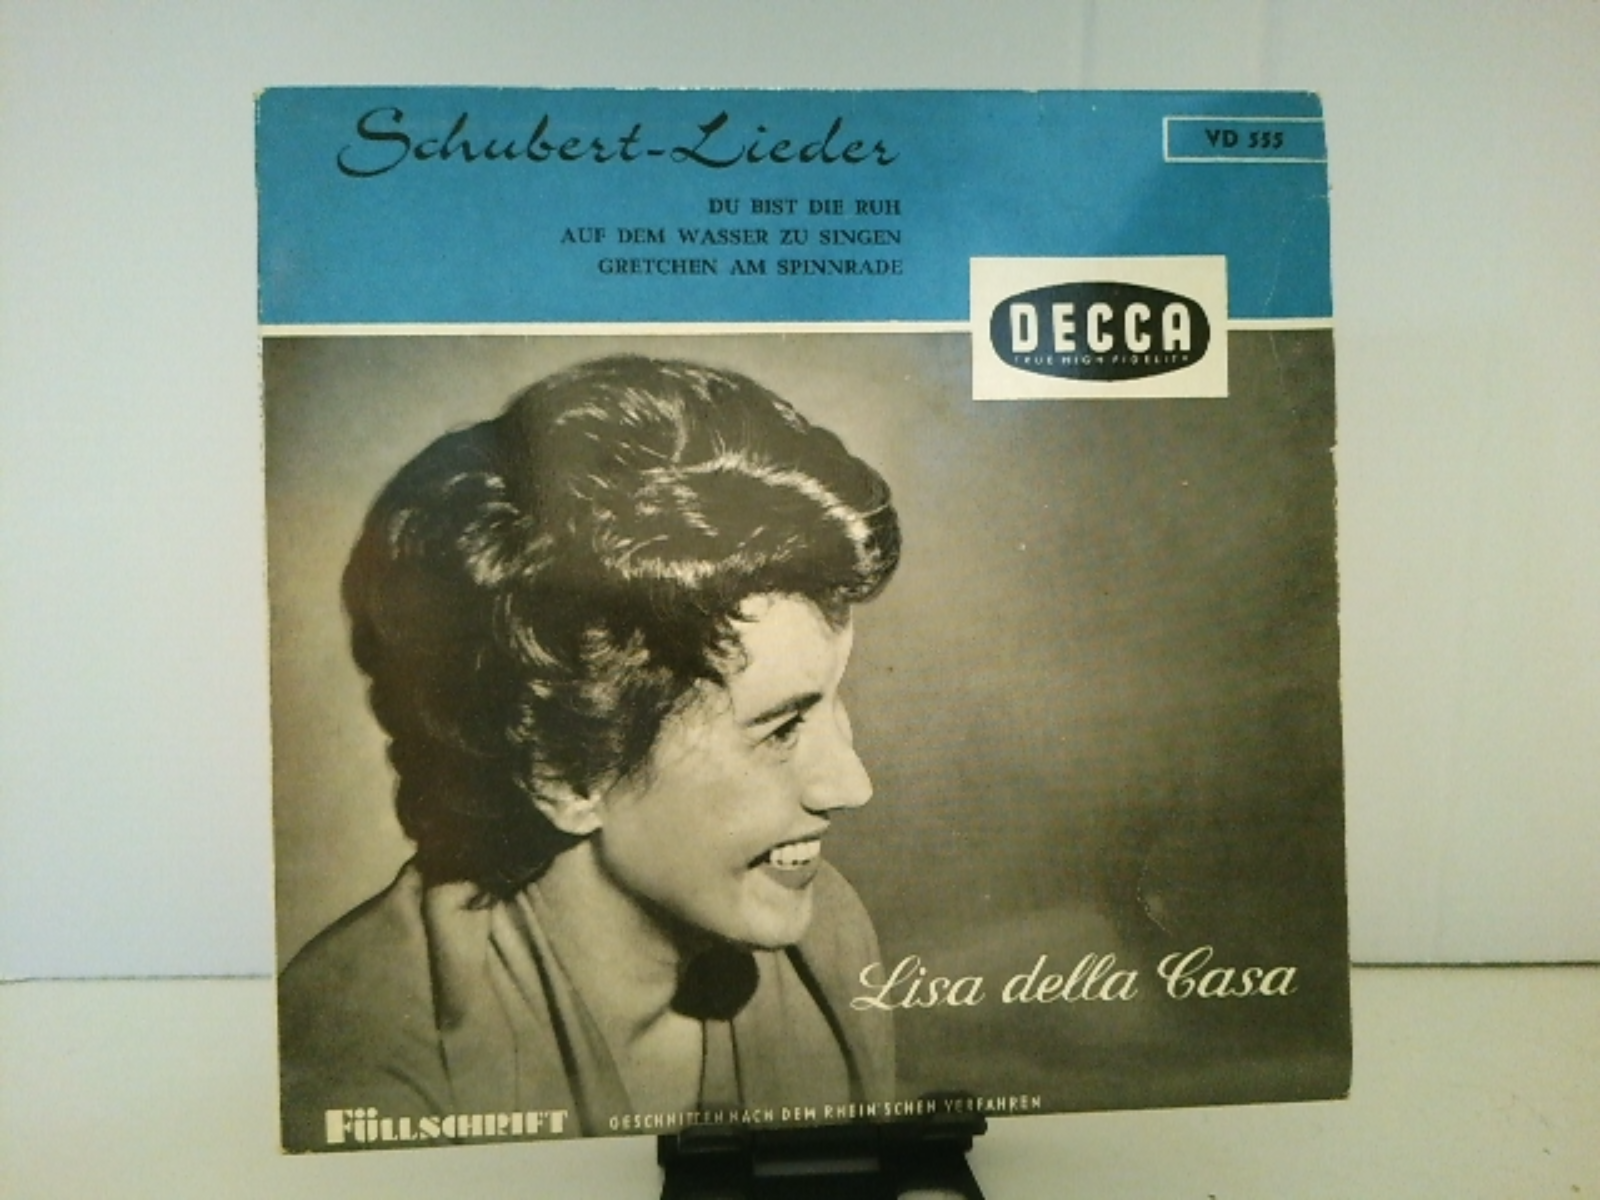 Schubert-Lieder
VD 555
DU BIST DIE RUH
AUF DEM WASSER ZU SINGEN
GRETCHEN AM SPINNRADE
DECCA
TRUE HIGH FIDELITY
Lisa della Casa
FÜLLSCHRIFT GESCHNITTEN NACH DEM RHEIN'SCHEN VERFAHREN